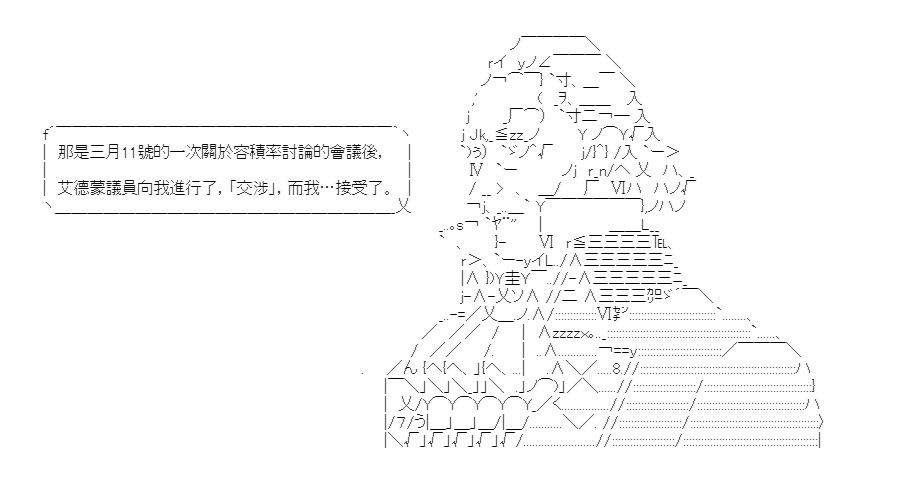 那是三月11號的一次關於容積率討論的會議後，
艾德蒙議員向我進行了，「交涉」，而我…接受了。